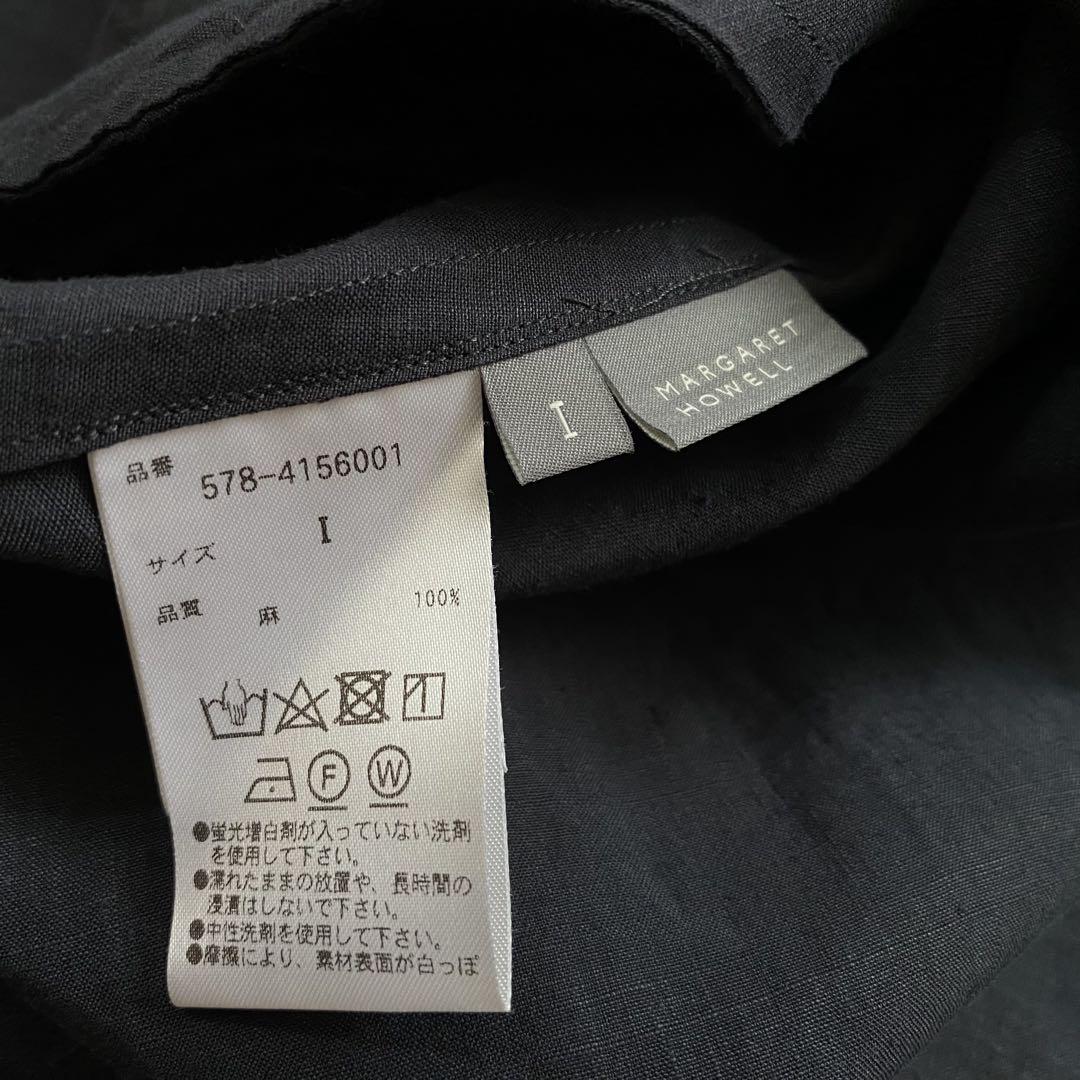 MARGARET
HOWELL
I
品番 578-4156001
サイズ I
品質 麻 100%
F W
●蛍光増白剤が入っていない洗剤
を使用して下さい。
●濡れたままの放置や、長時間の
浸漬はしないで下さい。
●中性洗剤を使用して下さい。
●摩擦により、素材表面が白っぽ